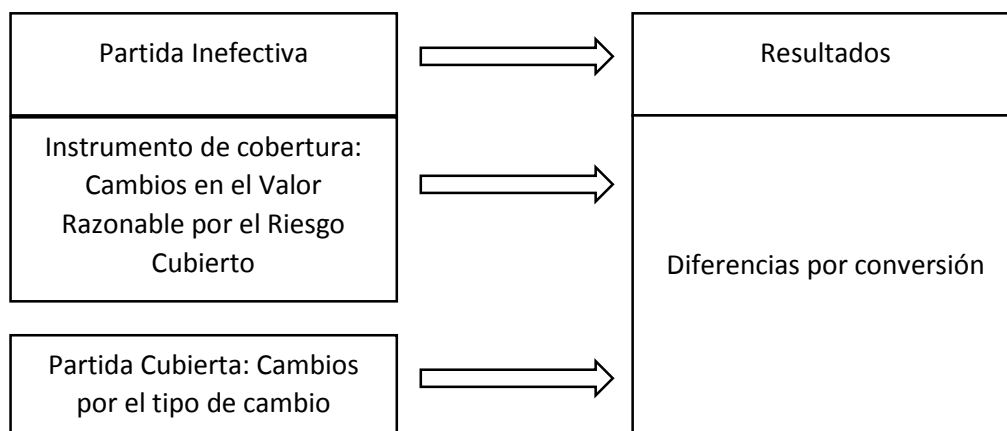 Partida Inefectiva
Resultados
Instrumento de cobertura:
Cambios en el Valor
Razonable por el Riesgo
Cubierto
Diferencias por conversión
Partida Cubierta: Cambios
por el tipo de cambio